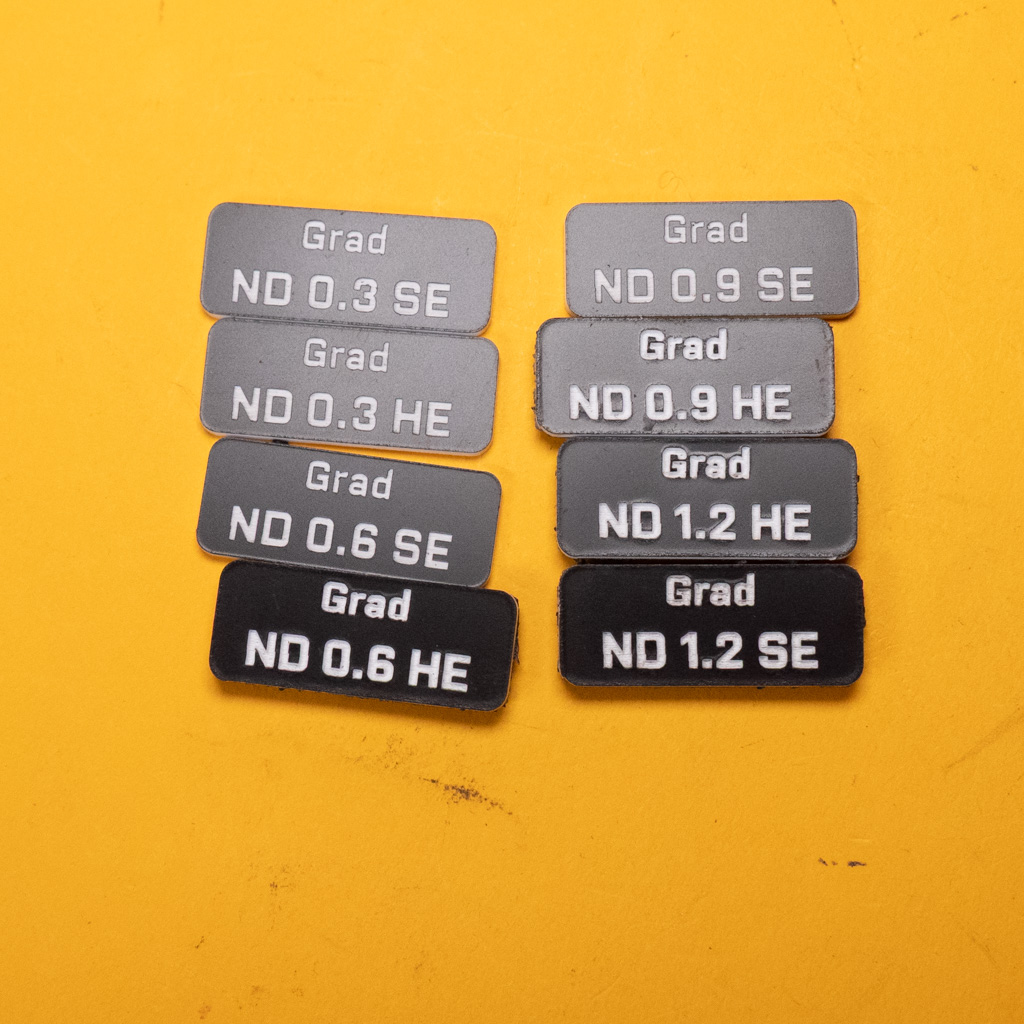 Grad
ND 0.3 SE
Grad
ND 0.3 HE
Grad
ND 0.6 SE
Grad
ND 0.6 HE
Grad
ND 0.9 SE
Grad
ND 0.9 HE
Grad
ND 1.2 HE
Grad
ND 1.2 SE